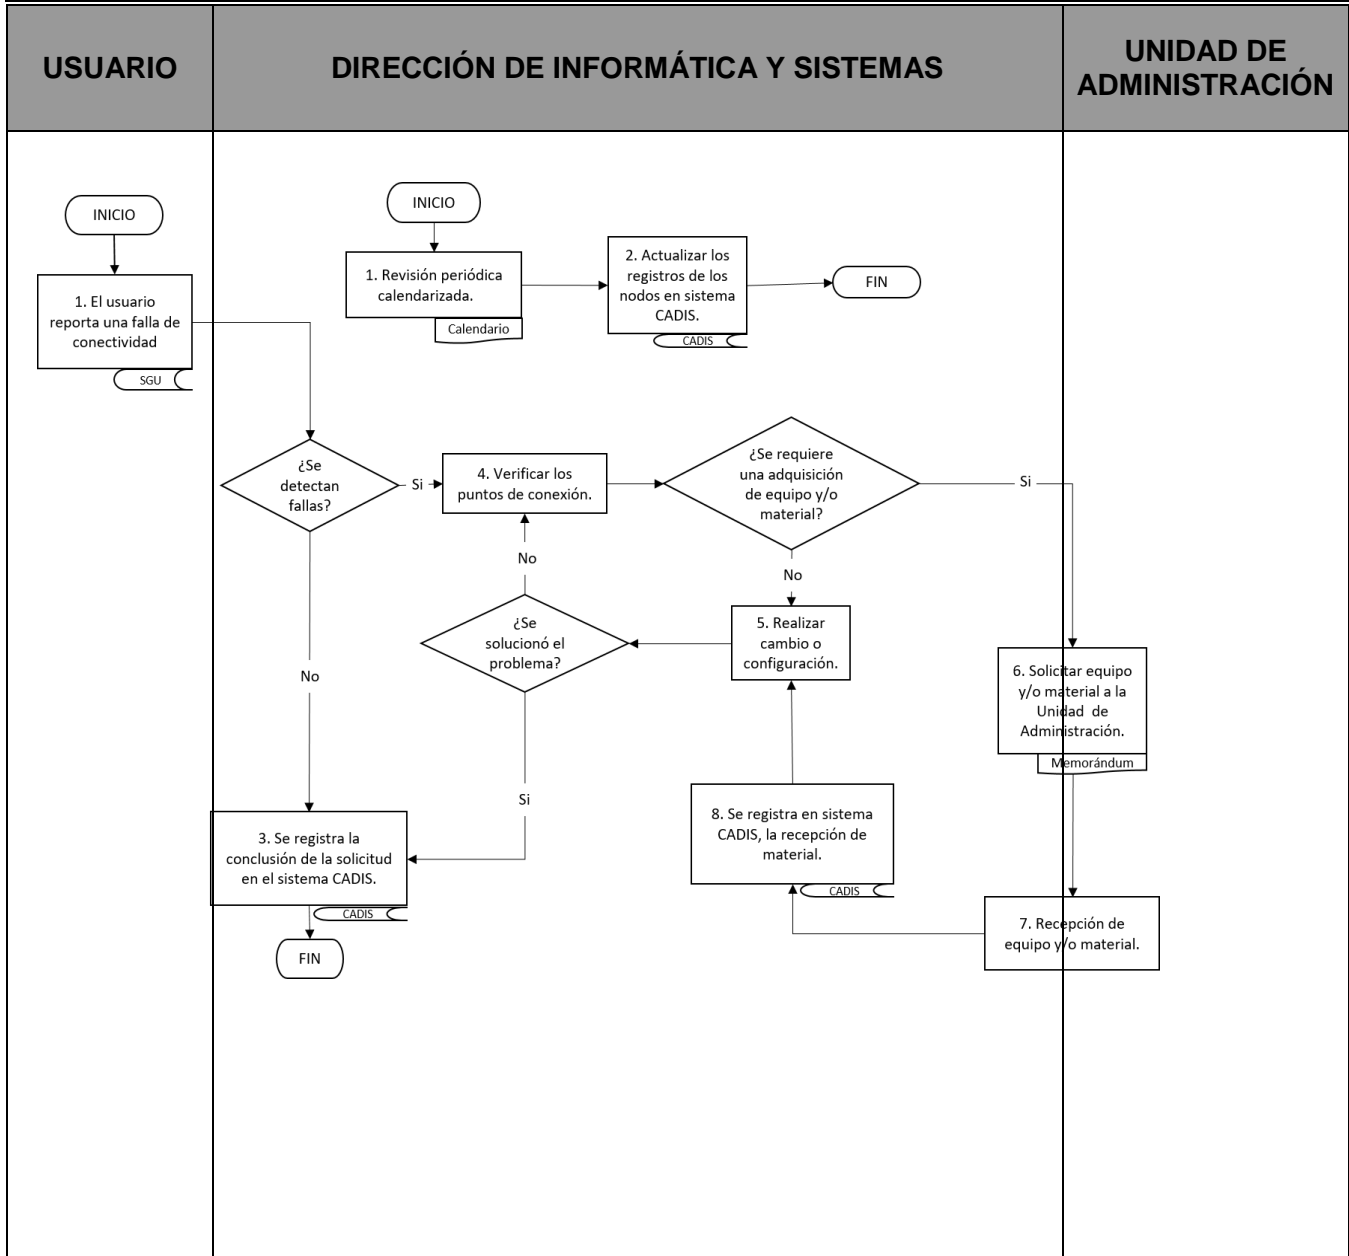 USUARIO
DIRECCIÓN DE INFORMÁTICA Y SISTEMAS
UNIDAD DE
ADMINISTRACIÓN
INICIO
1. El usuario
reporta una falla de
conectividad
SGU
INICIO
1. Revisión periódica
calendarizada.
Calendario
2. Actualizar los
registros de los
nodos en sistema
CADIS.
CADIS
FIN
¿Se
detectan
fallas?
Si
4. Verificar los
puntos de conexión.
¿Se requiere
una adquisición
de equipo y/o
material?
Si
No
No
¿Se
solucionó el
problema?
5. Realizar
cambio o
configuración.
No
6. Solicitar equipo
y/o material a la
Unidad de
Administración.
Memorándum
Si
8. Se registra en sistema
CADIS, la recepción de
material.
CADIS
3. Se registra la
conclusión de la solicitud
en el sistema CADIS.
CADIS
7. Recepción de
equipo y/o material.
FIN